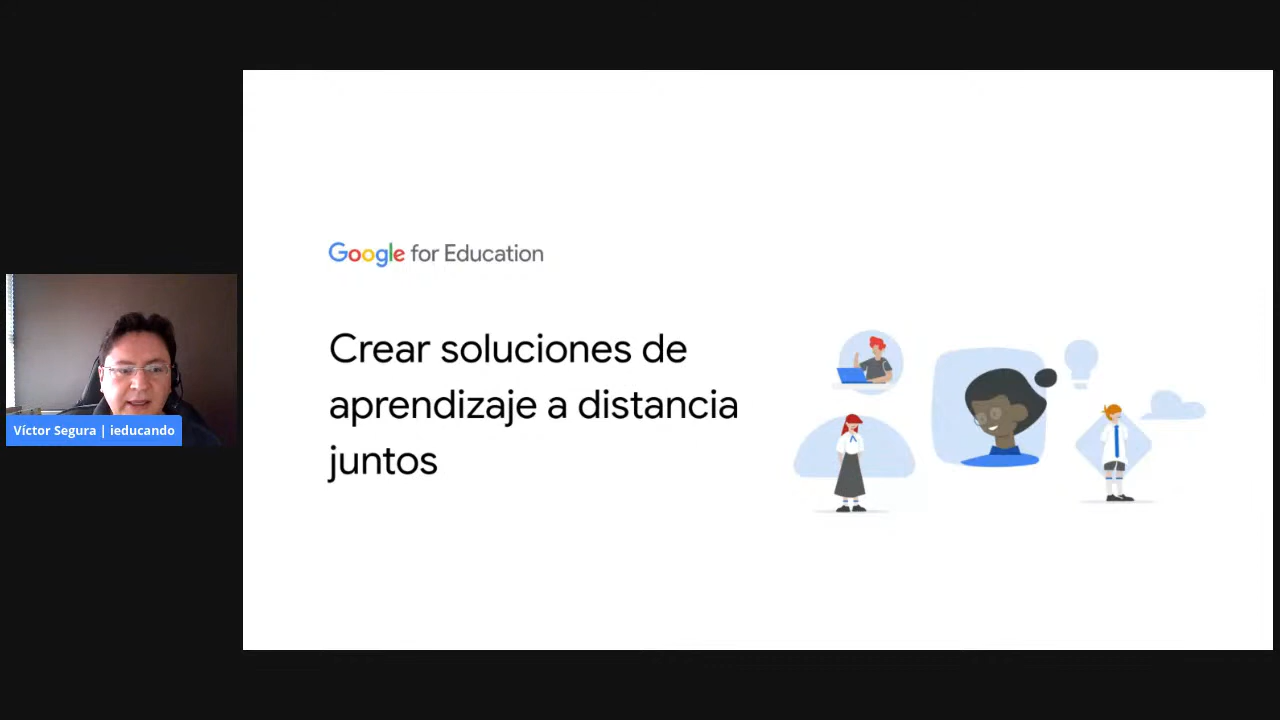 Google for Education
Crear soluciones de
aprendizaje a distancia
juntos
Víctor Segura | ieducando